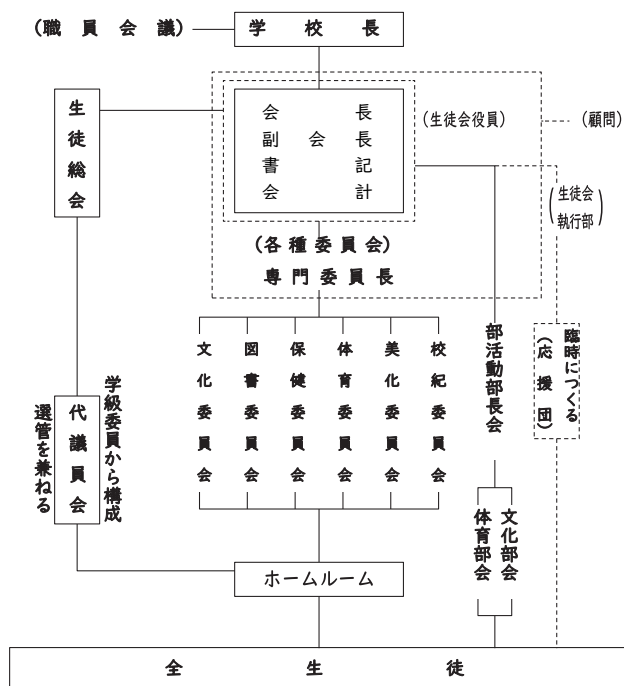 (職員会議)
学校長
会長
副会長
書記
会計
(生徒会役員)
(顧問)
(生徒会
執行部)
生徒総会
(各種委員会)
専門委員長
文化委員会
図書委員会
保健委員会
体育委員会
美化委員会
校紀委員会
部活動部長会
臨時につくる
(応援団)
学級委員から構成
代議員会
選管を兼ねる
文化部会
体育部会
ホームルーム
全生徒